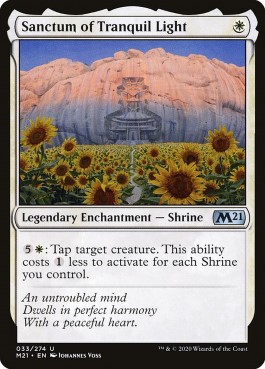 Sanctum of Tranquil Light
Legendary Enchantment — Shrine M21
5 : Tap target creature. This ability
costs 1 less to activate for each Shrine
you control.
An untroubled mind
Dwells in perfect harmony
With a peaceful heart.
033/274 U
M21 • EN Johannes Voss
™ & © 2020 Wizards of the Coast